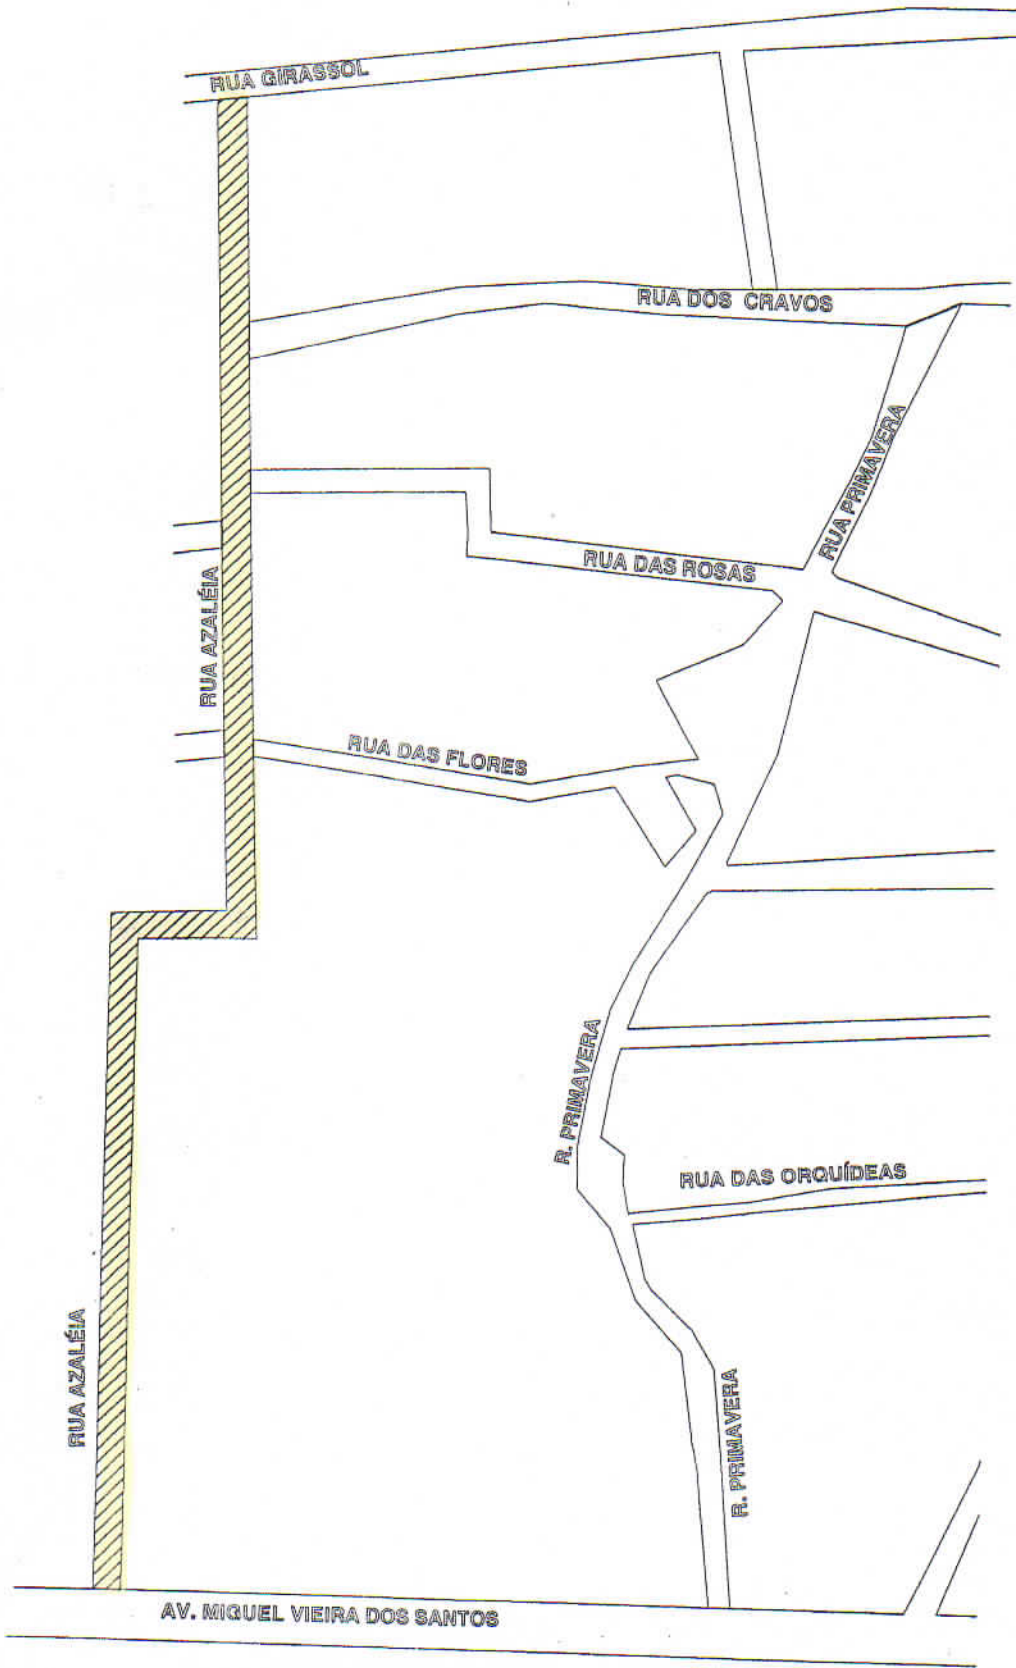 RUA GIRASSOL
RUA DOS CRAVOS
RUA PRIMAVERA
RUA DAS ROSAS
RUA AZALÉIA
RUA DAS FLORES
R. PRIMAVERA
RUA DAS ORQUÍDEAS
RUA AZALÉIA
R. PRIMAVERA
AV. MIGUEL VIEIRA DOS SANTOS